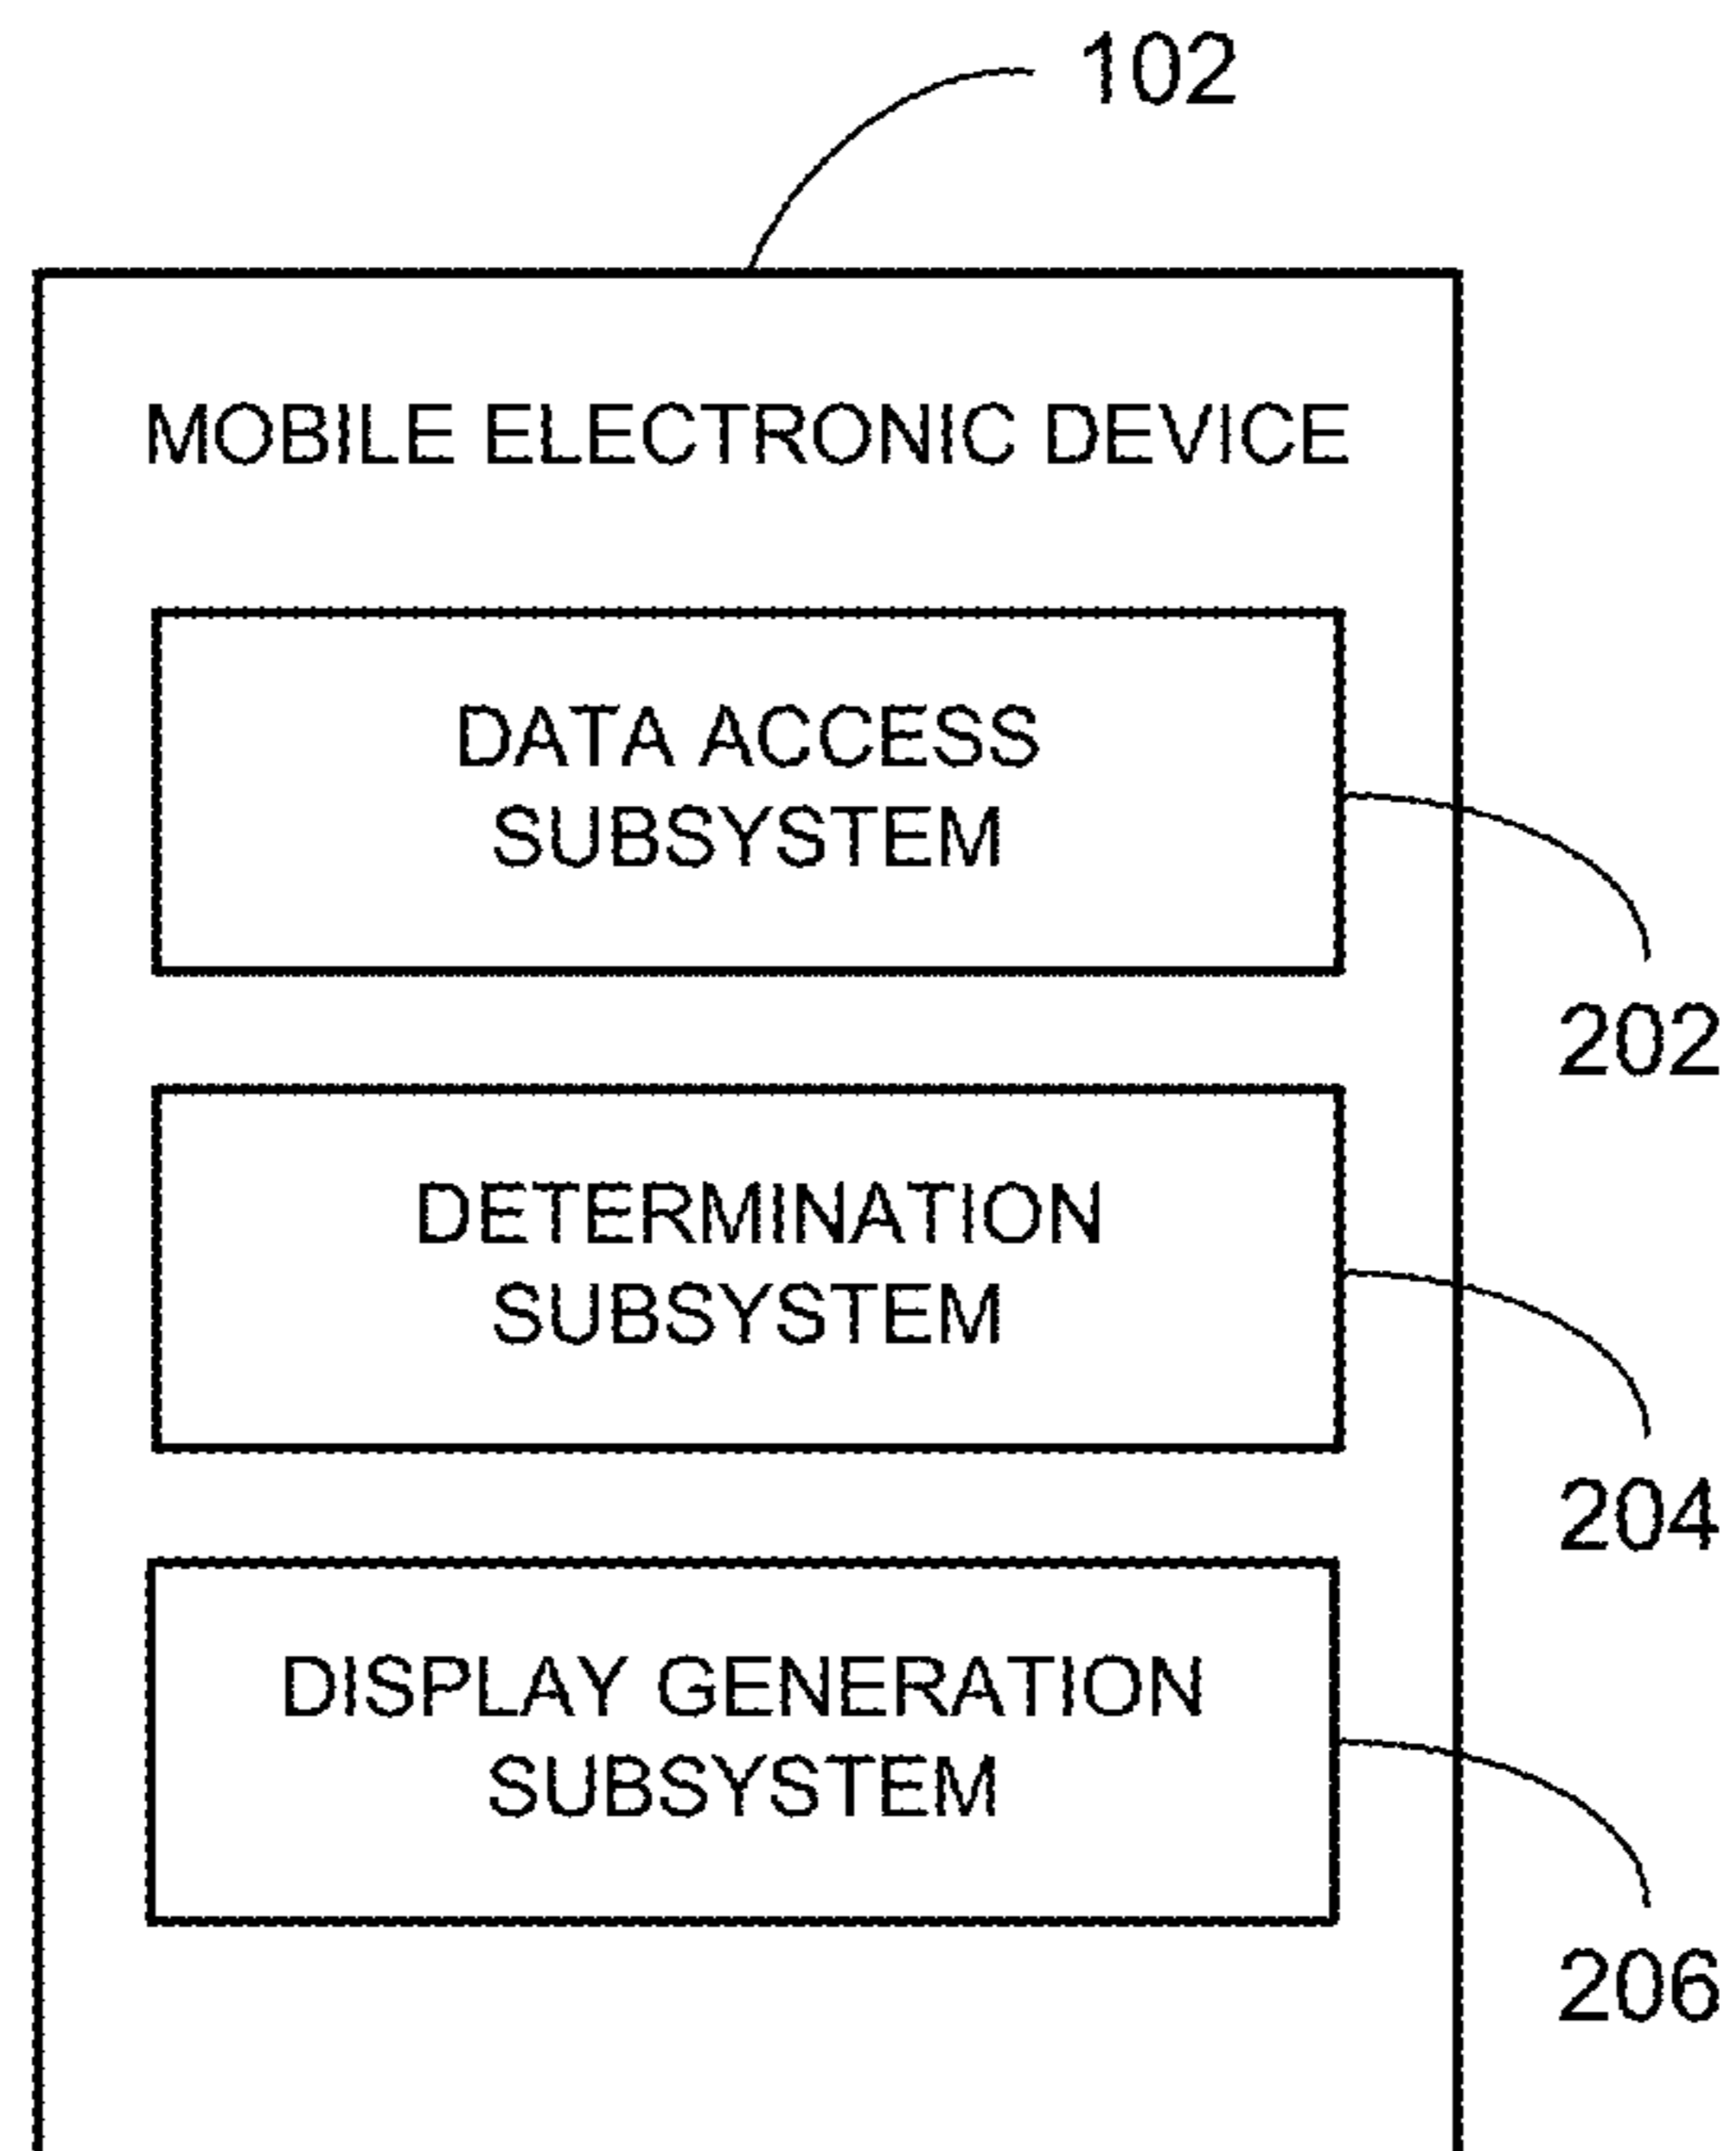 102
MOBILE ELECTRONIC DEVICE
DATA ACCESS
SUBSYSTEM
202
DETERMINATION
SUBSYSTEM
204
DISPLAY GENERATION
SUBSYSTEM
206